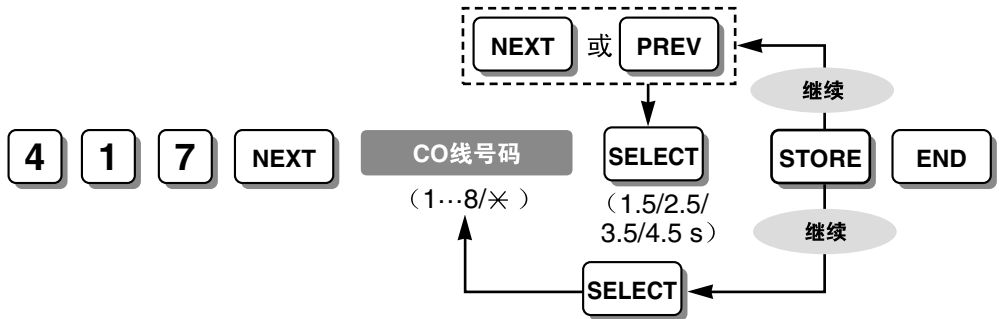 NEXT 或 PREV
继续
4 1 7 NEXT CO线号码 SELECT STORE END
(1…8/✳)
(1.5/2.5/
3.5/4.5 s)
继续
SELECT